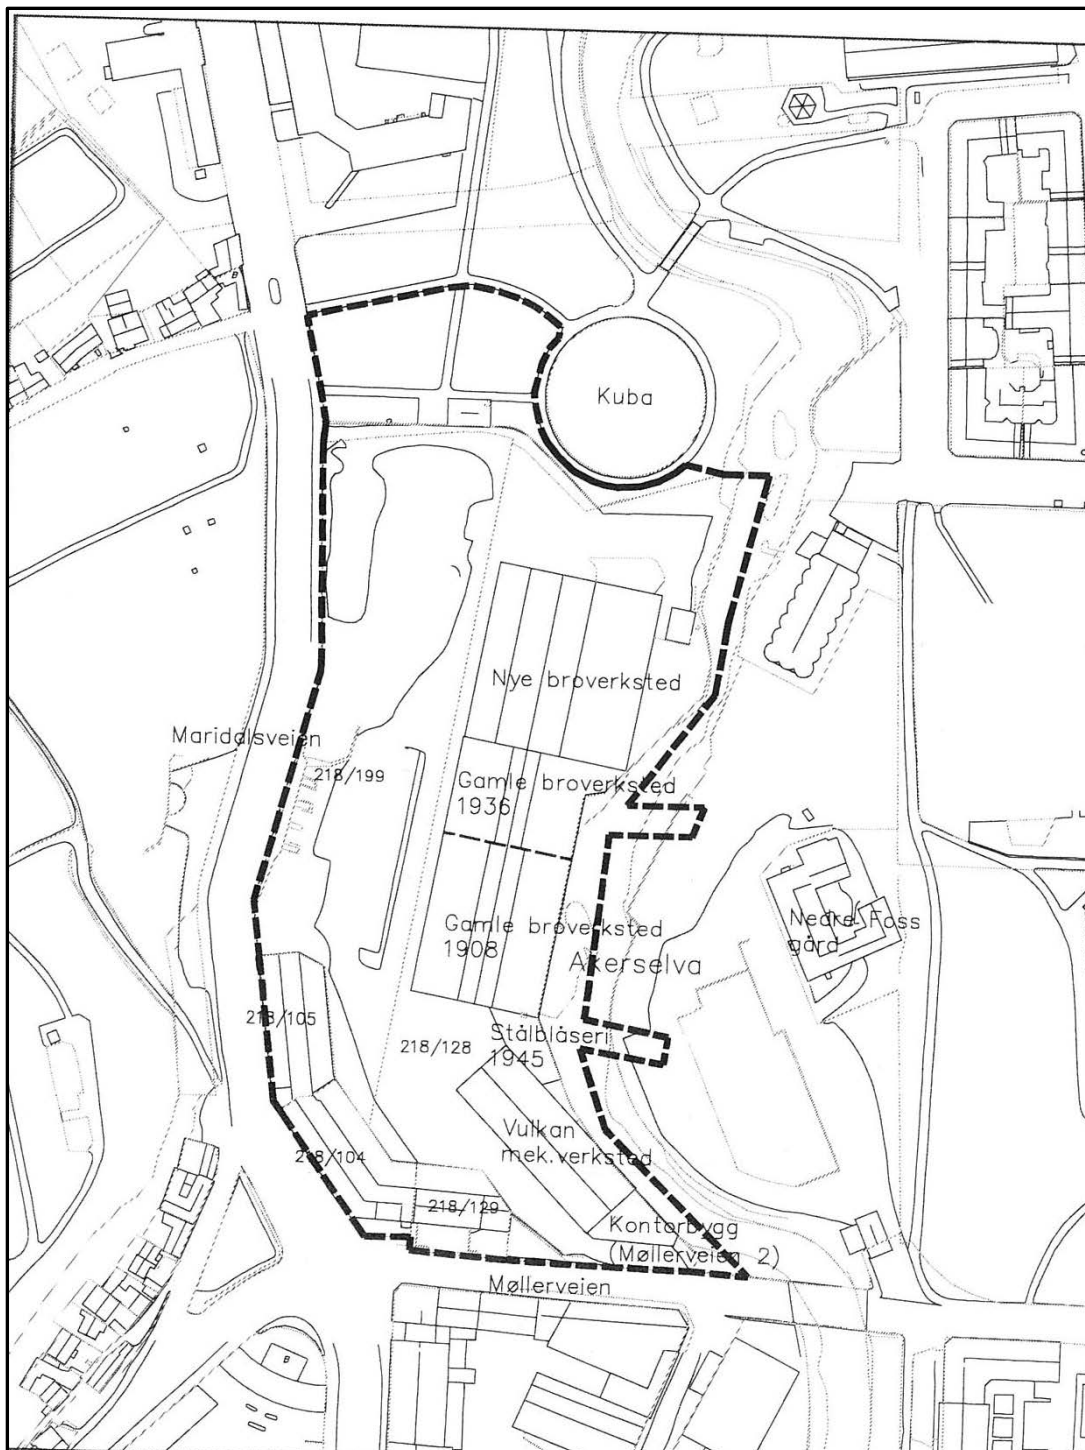 Kuba
Nye broverksted
Maridalsveien
218/199
Gamle broverksted
1936
Gamle broverksted
1908
Nedre Foss
gård
Akerselva
218/105
Stålblåseri
1945
218/128
Vulkan
mek.verksted
218/104
218/129
Kontorbygg
(Møllerveien 2)
Møllerveien
B
B